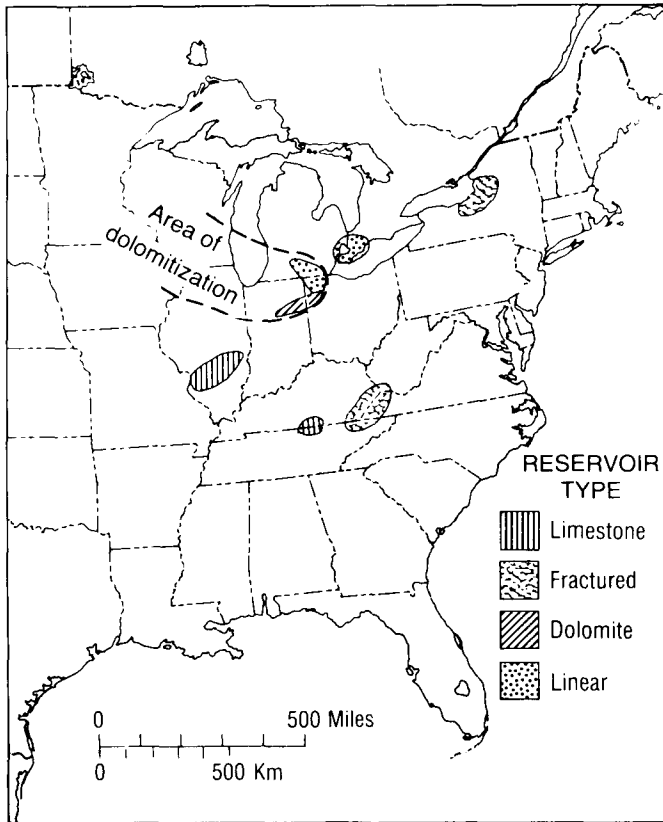 Area of
dolomitization
RESERVOIR
TYPE
Limestone
Fractured
Dolomite
Linear
0 500 Miles
0 500 Km